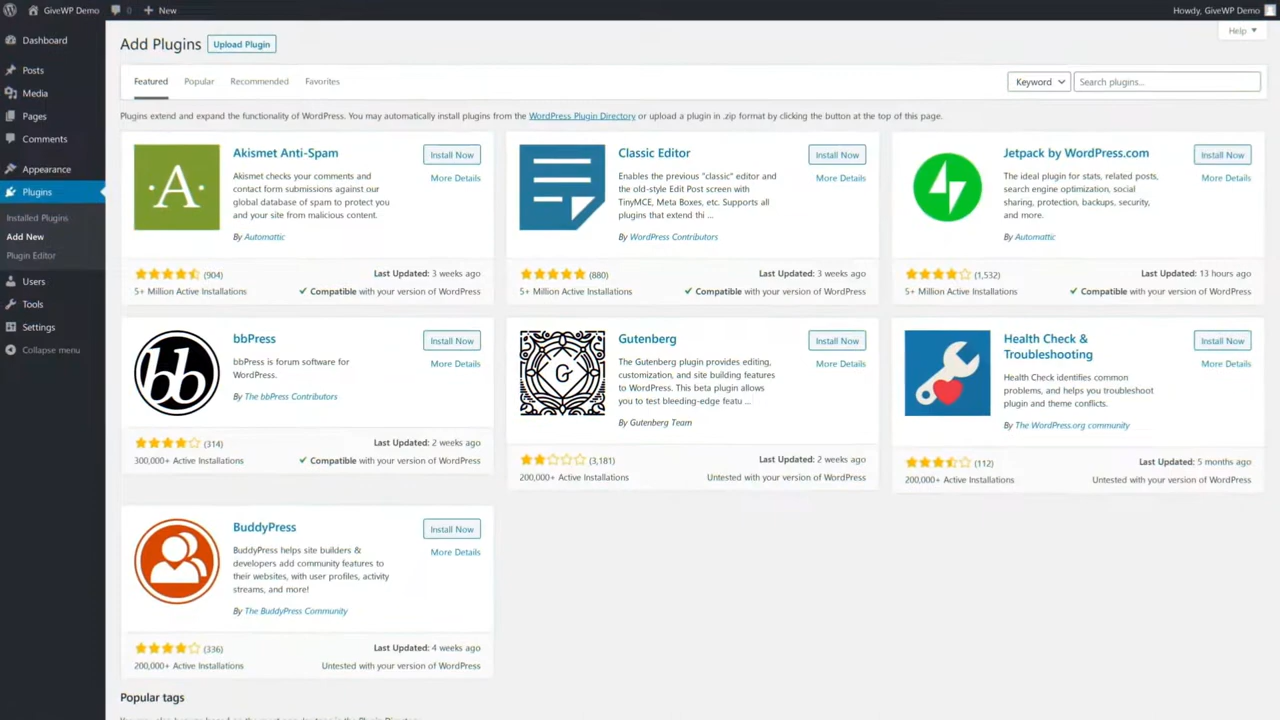 GiveWP Demo
0
New
Howdy, GiveWP Demo
Help
Dashboard
Posts
Media
Pages
Comments
Appearance
Plugins
Installed Plugins
Add New
Plugin Editor
Users
Tools
Settings
Collapse menu
Add Plugins
Upload Plugin
Featured
Popular
Recommended
Favorites
Keyword
Search plugins...
Plugins extend and expand the functionality of WordPress. You may automatically install plugins from the WordPress Plugin Directory or upload a plugin in .zip format by clicking the button at the top of this page.
A
Akismet Anti-Spam
Install Now
More Details
Akismet checks your comments and
contact form submissions against our
global database of spam to protect you
and your site from malicious content.
By Automattic
(904)
Last Updated: 3 weeks ago
5+ Million Active Installations
Compatible with your version of WordPress
Classic Editor
Install Now
More Details
Enables the previous "classic" editor and
the old-style Edit Post screen with
TinyMCE, Meta Boxes, etc. Supports all
plugins that extend thi ...
By WordPress Contributors
(880)
Last Updated: 3 weeks ago
5+ Million Active Installations
Compatible with your version of WordPress
Jetpack by WordPress.com
Install Now
More Details
The ideal plugin for stats, related posts,
search engine optimization, social
sharing, protection, backups, security,
and more.
By Automattic
(1,532)
Last Updated: 13 hours ago
5+ Million Active Installations
Compatible with your version of WordPress
bb
bbPress
Install Now
More Details
bbPress is forum software for
WordPress.
By The bbPress Contributors
(314)
Last Updated: 2 weeks ago
300,000+ Active Installations
Compatible with your version of WordPress
G
Gutenberg
Install Now
More Details
The Gutenberg plugin provides editing,
customization, and site building features
to WordPress. This beta plugin allows
you to test bleeding-edge featu ...
By Gutenberg Team
(3,181)
Last Updated: 2 weeks ago
200,000+ Active Installations
Untested with your version of WordPress
Health Check &
Troubleshooting
Install Now
More Details
Health Check identifies common
problems, and helps you troubleshoot
plugin and theme conflicts.
By The WordPress.org community
(112)
Last Updated: 5 months ago
200,000+ Active Installations
Untested with your version of WordPress
BuddyPress
Install Now
More Details
BuddyPress helps site builders &
developers add community features to
their websites, with user profiles, activity
streams, and more!
By The BuddyPress Community
(336)
Last Updated: 4 weeks ago
200,000+ Active Installations
Untested with your version of WordPress
Popular tags